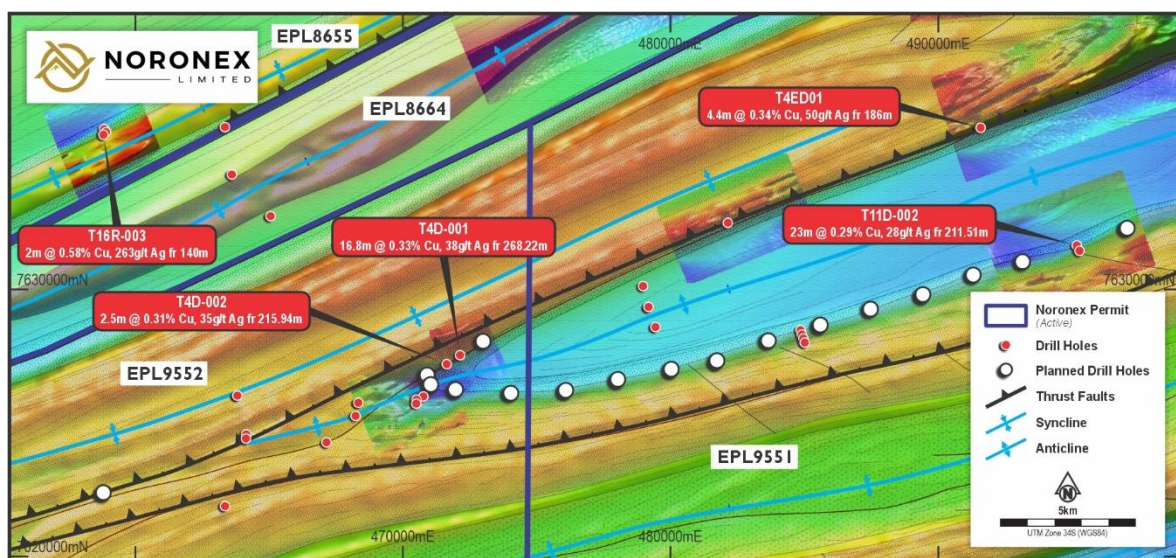 NORONEX
LIMITED
EPL8655
480000mE
490000mE
EPL8664
T4ED01
4.4m @ 0.34% Cu, 50g/t Ag fr 186m
T16R-003
2m @ 0.58% Cu, 263g/t Ag fr 140m
T4D-001
16.8m @ 0.33% Cu, 38g/t Ag fr 268.22m
T11D-002
23m @ 0.29% Cu, 28g/t Ag fr 211.51m
7630000mN
7630000mN
T4D-002
2.5m @ 0.31% Cu, 35g/t Ag fr 215.94m
EPL9552
EPL9551
Noronex Permit
(Active)
Drill Holes
Planned Drill Holes
Thrust Faults
Syncline
Anticline
N
5km
UTM Zone 34S (WGS84)
7620000mN
470000mE
480000mE